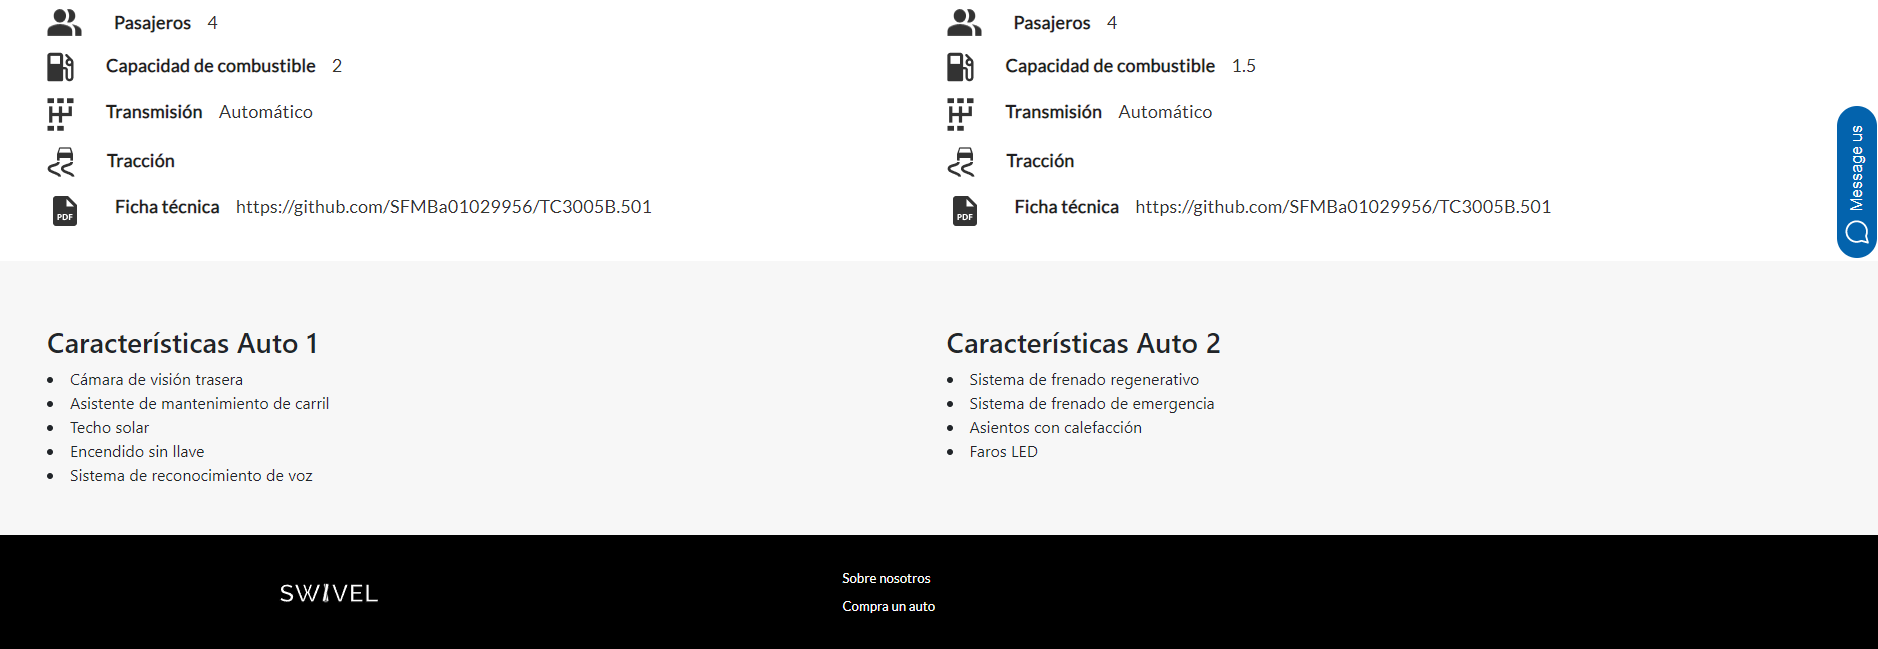 Pasajeros 4
Capacidad de combustible 2
Transmisión Automático
Tracción
PDF Ficha técnica https://github.com/SFMBa01029956/TC3005B.501
Pasajeros 4
Capacidad de combustible 1.5
Transmisión Automático
Tracción
PDF Ficha técnica https://github.com/SFMBa01029956/TC3005B.501
Message us
Características Auto 1
Cámara de visión trasera
Asistente de mantenimiento de carril
Techo solar
Encendido sin llave
Sistema de reconocimiento de voz
Características Auto 2
Sistema de frenado regenerativo
Sistema de frenado de emergencia
Asientos con calefacción
Faros LED
SWIVEL
Sobre nosotros
Compra un auto